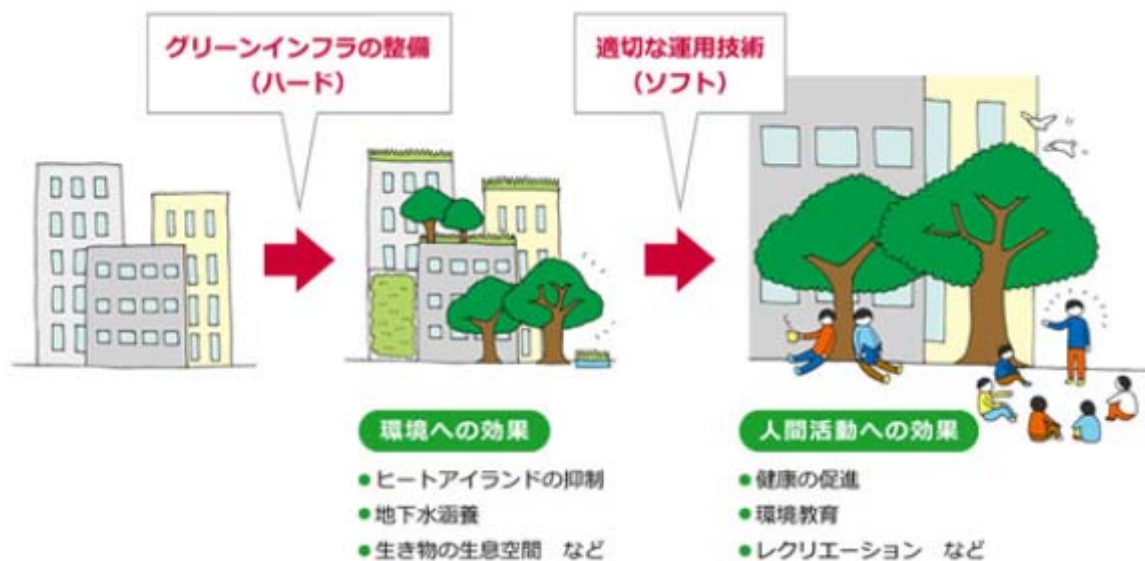 グリーンインフラの整備
（ハード）
適切な運用技術
（ソフト）
環境への効果
●ヒートアイランドの抑制
●地下水涵養
●生き物の生息空間　など
人間活動への効果
●健康の促進
●環境教育
●レクリエーション　など